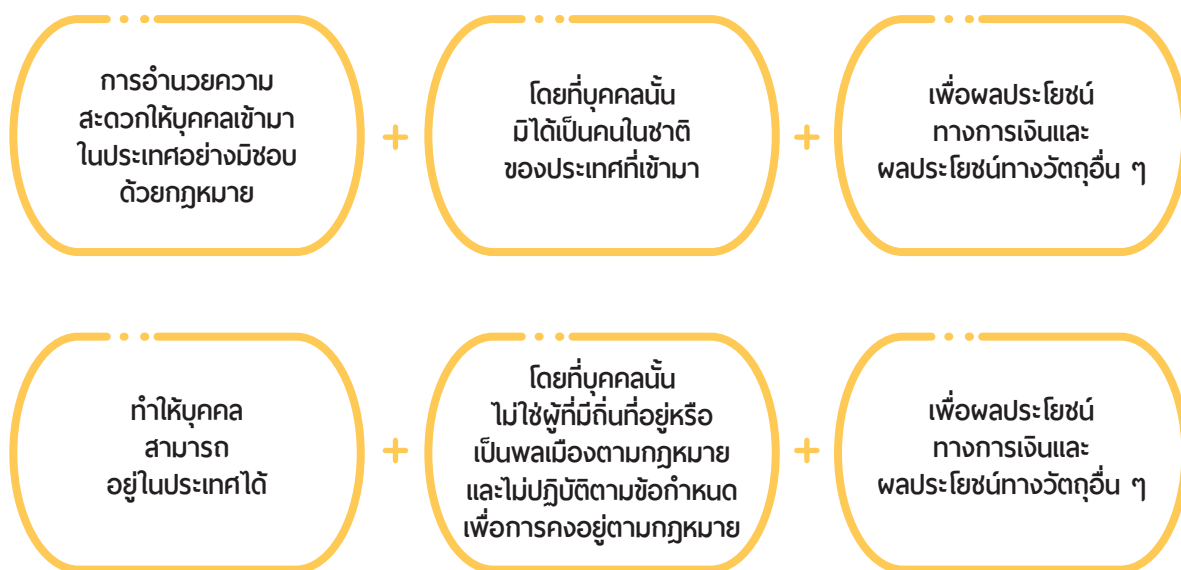 การอำนวยความ
สะดวกให้บุคคลเข้ามา
ในประเทศอย่างมิชอบ
ด้วยกฎหมาย
+
โดยที่บุคคลนั้น
มิได้เป็นคนในชาติ
ของประเทศที่เข้ามา
+
เพื่อผลประโยชน์
ทางการเงินและ
ผลประโยชน์ทางวัตถุอื่น ๆ
ทำให้บุคคล
สามารถ
อยู่ในประเทศได้
+
โดยที่บุคคลนั้น
ไม่ใช่ผู้ที่มีถิ่นที่อยู่หรือ
เป็นพลเมืองตามกฎหมาย
และไม่ปฏิบัติตามข้อกำหนด
เพื่อการคงอยู่ตามกฎหมาย
+
เพื่อผลประโยชน์
ทางการเงินและ
ผลประโยชน์ทางวัตถุอื่น ๆ